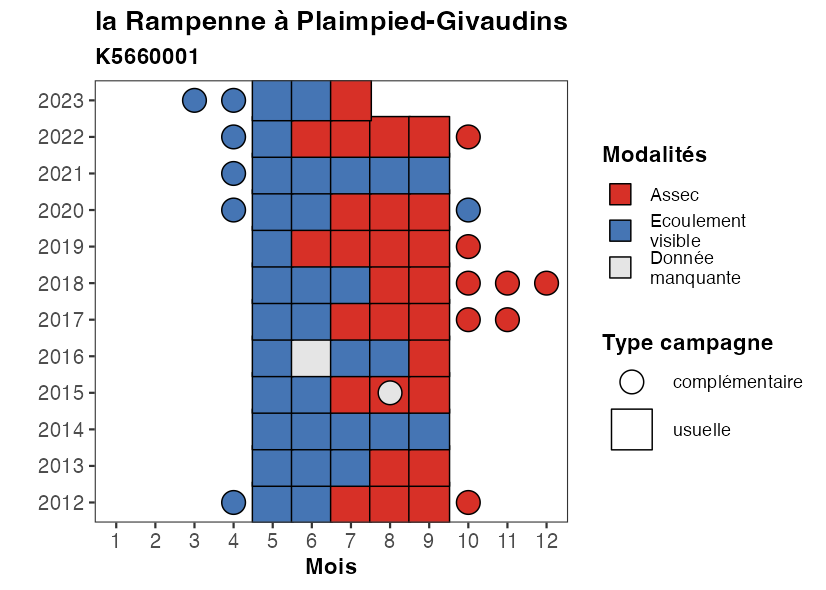 la Rampenne à Plaimpied-Givaudins
K5660001
2023
2022
2021
2020
2019
2018
2017
2016
2015
2014
2013
2012
1 2 3 4 5 6 7 8 9 10 11 12
Mois
Modalités
Assec
Ecoulement
visible
Donnée
manquante
Type campagne
complémentaire
usuelle